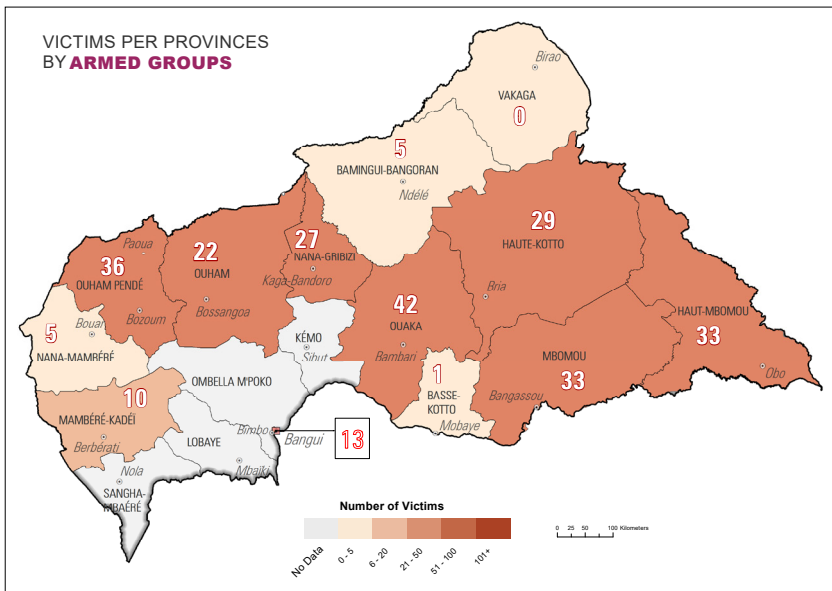 VICTIMS PER PROVINCES
BY ARMED GROUPS
Birao
VAKAGA
0
5
BAMINGUI-BANGORAN
Ndélé
29
HAUTE-KOTTO
Bria
27
NANA-GRIBIZI
Kaga-Bandoro
22
OUHAM
Bossangoa
Paoua
36
OUHAM PENDÉ
Bozoum
Bouar
5
NANA-MAMBÉRÉ
42
OUAKA
Bambari
KÉMO
Sibut
HAUT-MBOMOU
33
Obo
MBOMOU
33
Bangassou
1
BASSE-
KOTTO
Mobaye
OMBELLA M'POKO
10
MAMBÉRÉ-KADÉÏ
Berbérati
LOBAYE
Mbaïki
Bimbo
Bangui
13
Nola
SANGHA-
MBAÉRÉ
Number of Victims
No Data
0 - 5
6 - 20
21 - 50
51 - 100
101+
0 25 50 100 Kilometers